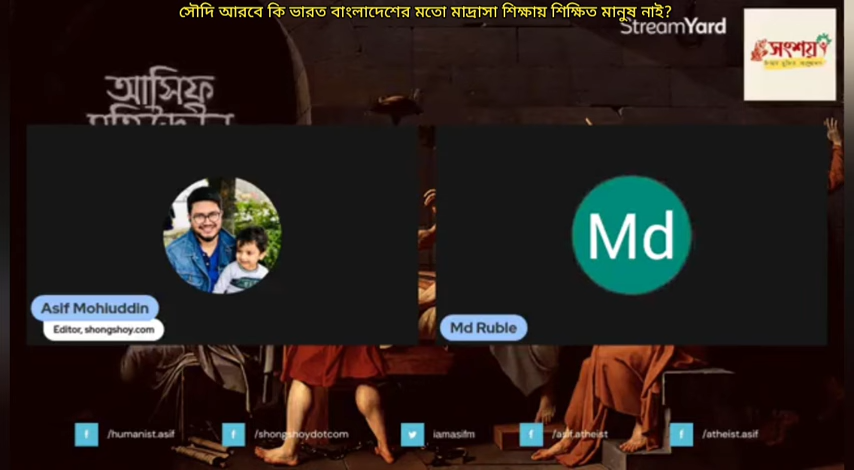 সৌদি আরবে কি ভারত বাংলাদেশের মতো মাদ্রাসা শিক্ষায় শিক্ষিত মানুষ নাই?
StreamYard
সংশয়
আসিফ
Md
Asif Mohiuddin
Editor, shongshoy.com
Md Ruble
/humanist.asif
/shongshoydotcom
iamasifm
/asif.atheist
/atheist.asif